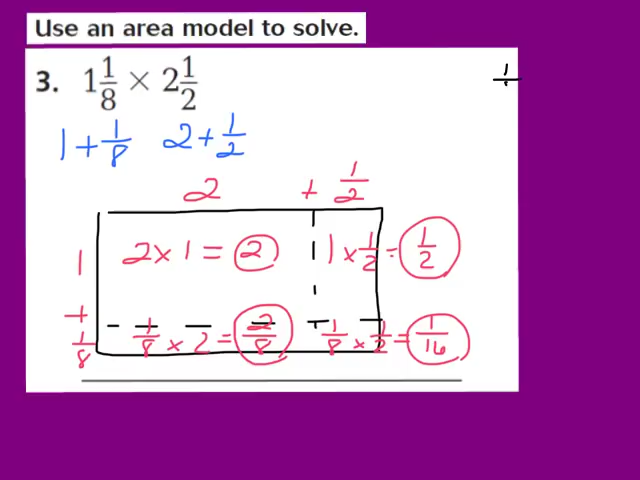 Use an area model to solve.
3. 1 1/8 × 2 1/2
1 + 1/8 2 + 1/2
2 + 1/2
1 2 × 1 = 2 1 × 1/2 = 1/2
+
1/8 1/8 × 2 = 2/8 1/8 × 1/2 = 1/16